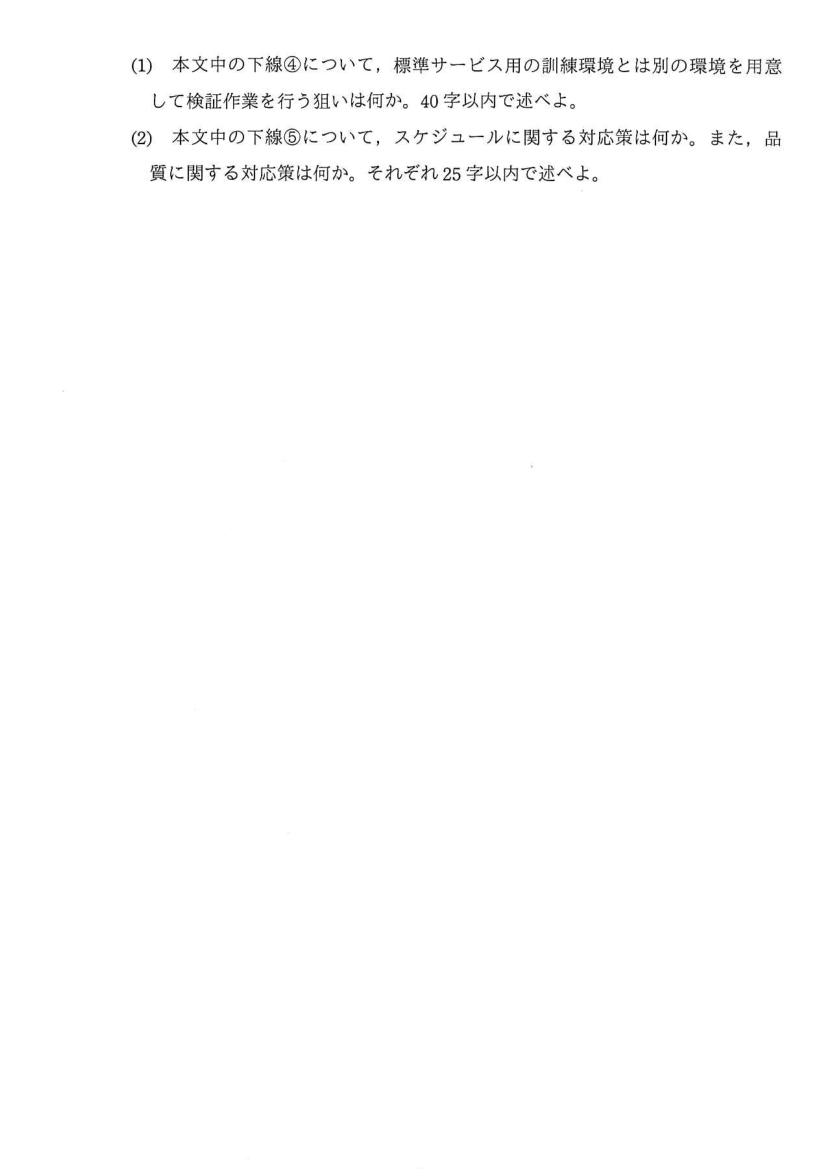 (1) 本文中の下線④について，標準サービス用の訓練環境とは別の環境を用意
して検証作業を行う狙いは何か。40 字以内で述べよ。
(2) 本文中の下線⑤について，スケジュールに関する対応策は何か。また，品
質に関する対応策は何か。それぞれ 25 字以内で述べよ。